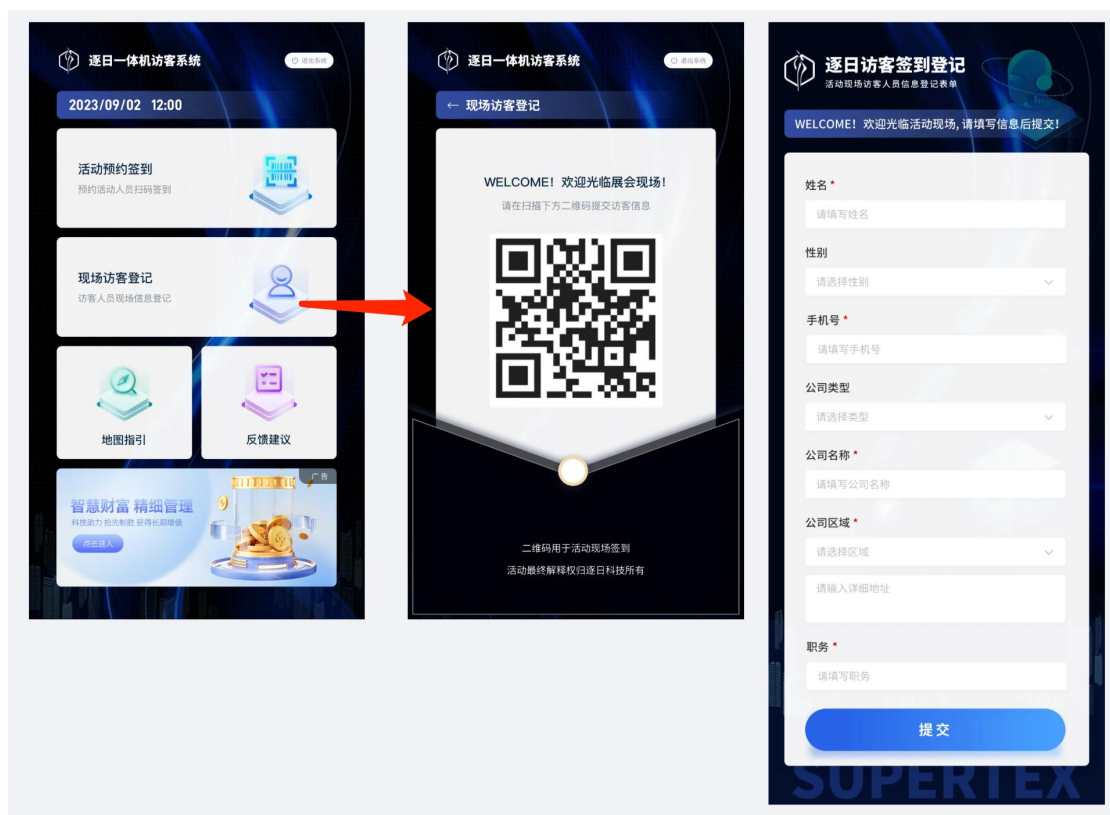 逐日一体机访客系统
退出系统
2023/09/02 12:00
活动预约签到
预约活动人员扫码签到
现场访客登记
访客人员现场信息登记
地图指引
反馈建议
广告
智慧财富 精细管理
科技助力 抢先制胜 获得长期增值
点击进入
逐日一体机访客系统
退出系统
← 现场访客登记
WELCOME! 欢迎光临展会现场!
请在扫描下方二维码提交访客信息
二维码用于活动现场签到
活动最终解释权归逐日科技所有
逐日访客签到登记
活动现场访客人员信息登记表单
WELCOME! 欢迎光临活动现场, 请填写信息后提交!
姓名 *
请填写姓名
性别
请选择性别
手机号 *
请填写手机号
公司类型
请选择类型
公司名称 *
请填写公司名称
公司区域 *
请选择区域
请输入详细地址
职务 *
请填写职务
提交
SUPERTEX